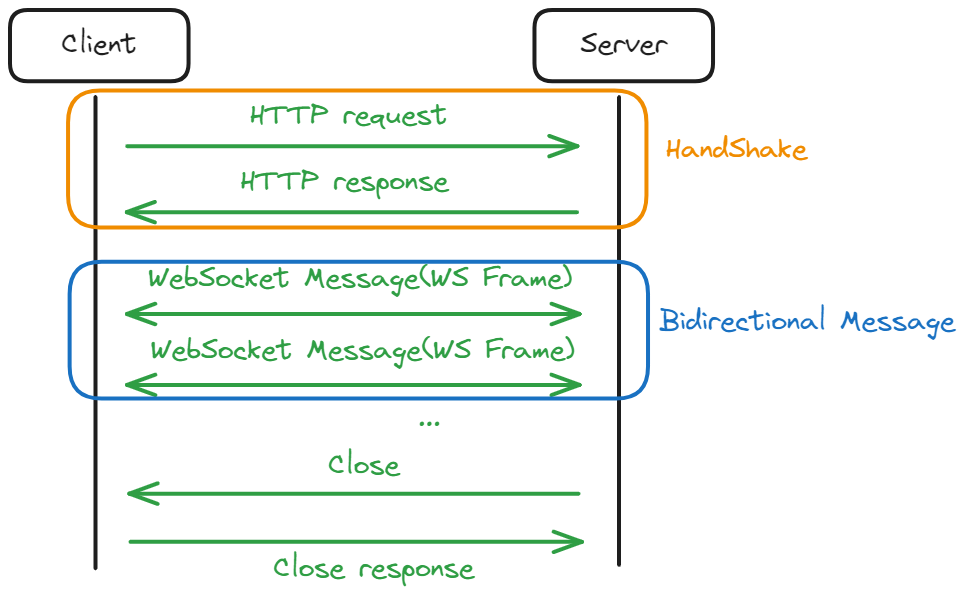 Client
Server
HTTP request
HandShake
HTTP response
WebSocket Message(WS Frame)
Bidirectional Message
WebSocket Message(WS Frame)
...
Close
Close response